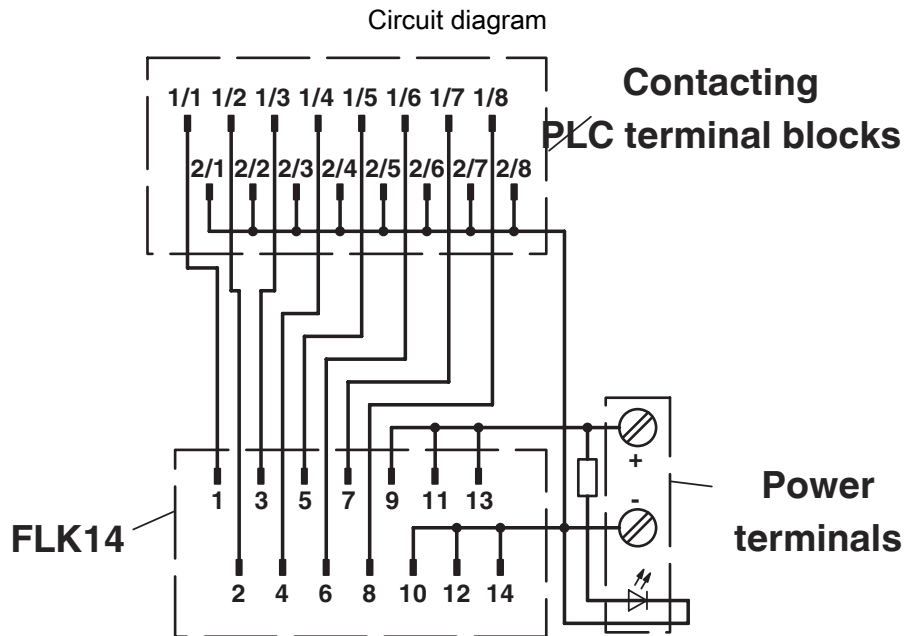 Circuit diagram
1/1 1/2 1/3 1/4 1/5 1/6 1/7 1/8
Contacting
PLC terminal blocks
2/1 2/2 2/3 2/4 2/5 2/6 2/7 2/8
+
1 3 5 7 9 11 13
-
Power
terminals
FLK14
2 4 6 8 10 12 14